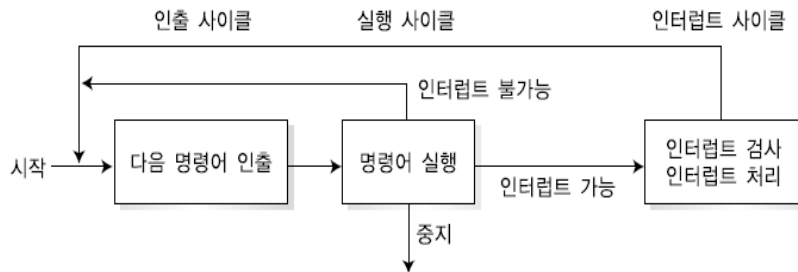 인출 사이클
실행 사이클
인터럽트 사이클
인터럽트 불가능
시작
다음 명령어 인출
명령어 실행
인터럽트 가능
인터럽트 검사
인터럽트 처리
중지